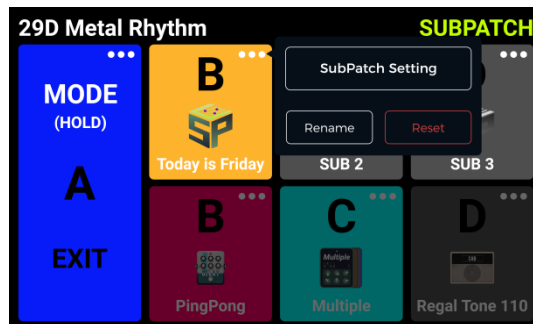 29D Metal Rhythm
SUBPATCH
MODE
(HOLD)
A
EXIT
B
SP
Today is Friday
SubPatch Setting
Rename
Reset
SUB 2
SUB 3
B
PingPong
C
Multiple
Multiple
D
Regal Tone 110